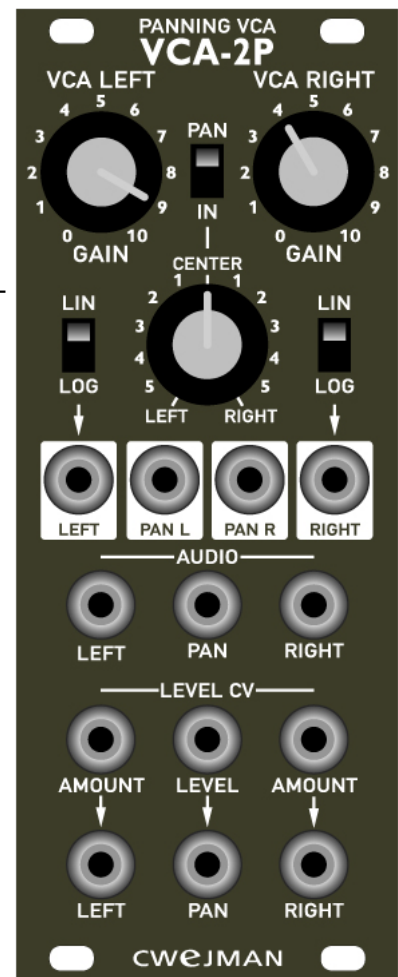 PANNING VCA
VCA-2P
VCA LEFT VCA RIGHT
0 1 2 3 4 5 6 7 8 9 10
GAIN
PAN
IN
0 1 2 3 4 5 6 7 8 9 10
GAIN
CENTER
5 4 3 2 1 1 2 3 4 5
LEFT RIGHT
LIN
LOG
LIN
LOG
LEFT PAN L PAN R RIGHT
AUDIO
LEFT PAN RIGHT
LEVEL CV
AMOUNT LEVEL AMOUNT
LEFT PAN RIGHT
cwejman